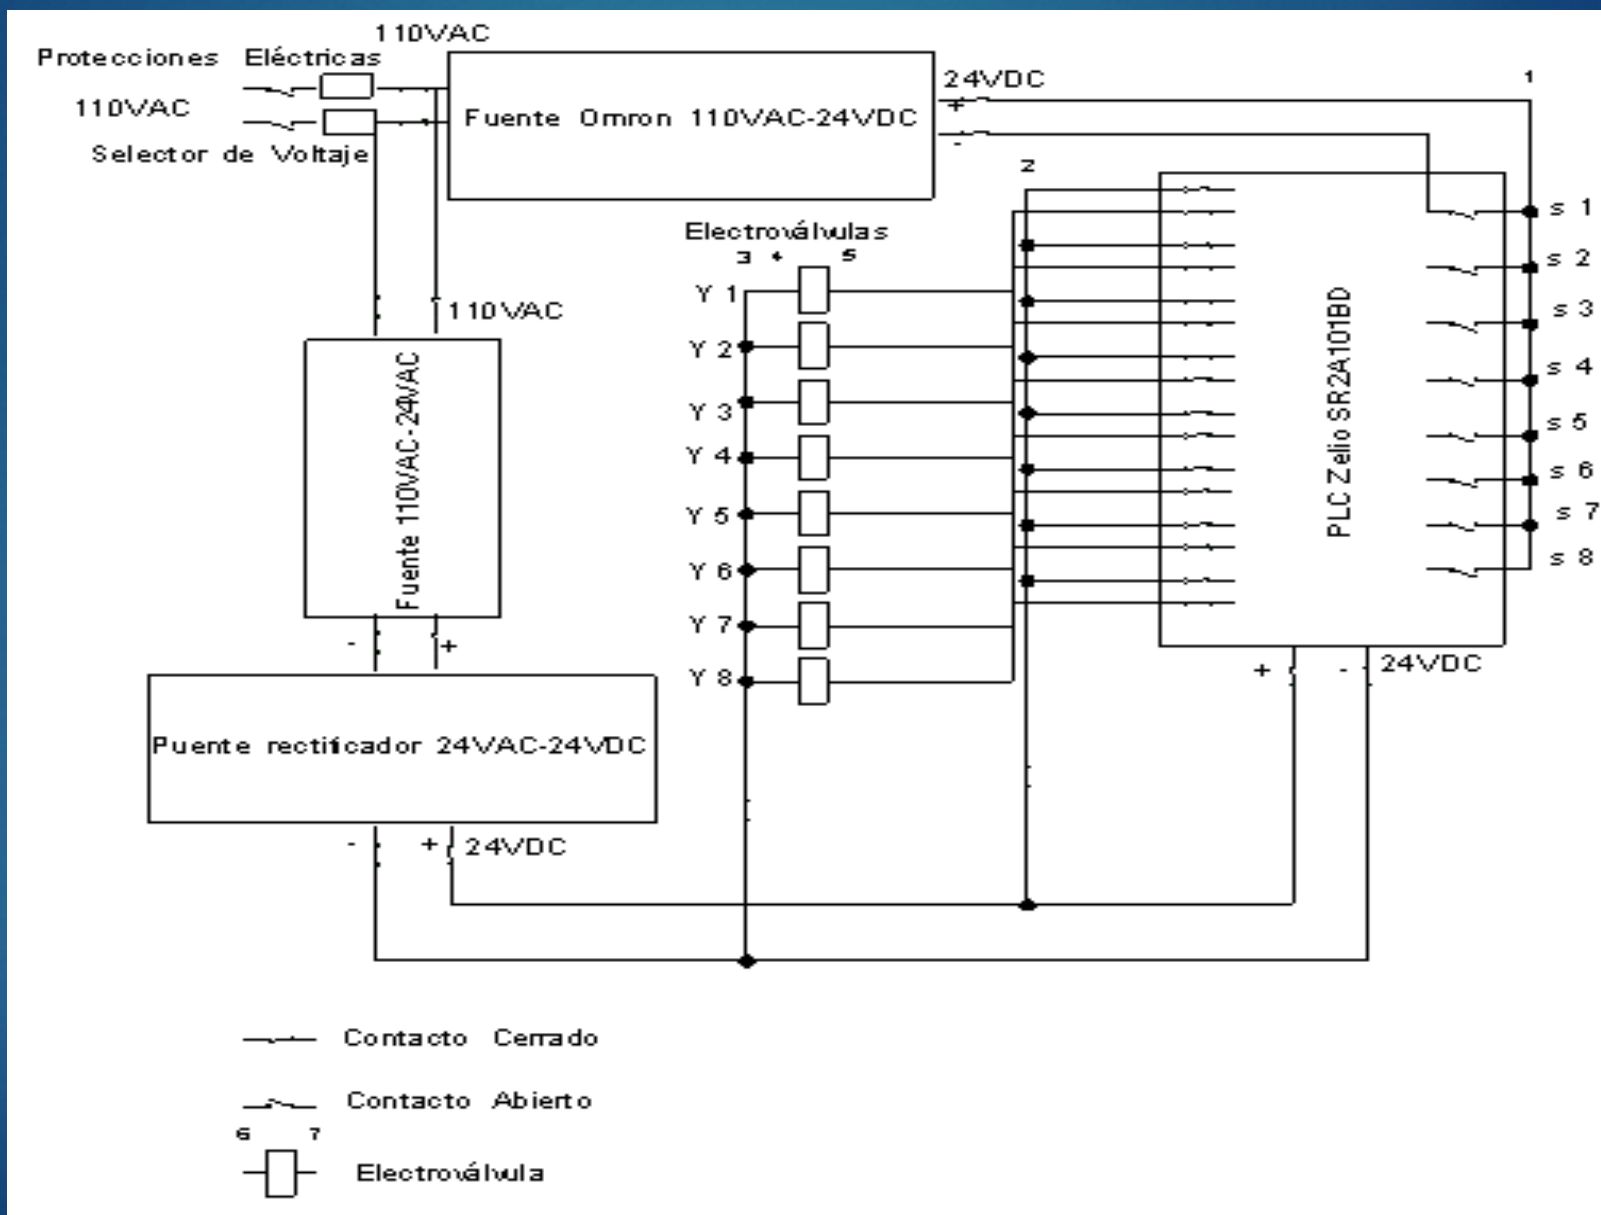 110VAC
Protecciones Eléctricas
110VAC
Selector de Voltaje
Fuente Omron 110VAC-24VDC
24VDC
+
-
1
2
Electroválvulas
3 4 5
Y 1
Y 2
Y 3
Y 4
Y 5
Y 6
Y 7
Y 8
PLC Zelio SR2A101BD
s 1
s 2
s 3
s 4
s 5
s 6
s 7
s 8
110VAC
Fuente 110VAC-24VAC
- +
+ - 24VDC
Puente rectificador 24VAC-24VDC
- + 24VDC
Contacto Cerrado
Contacto Abierto
6 7
Electroválvula